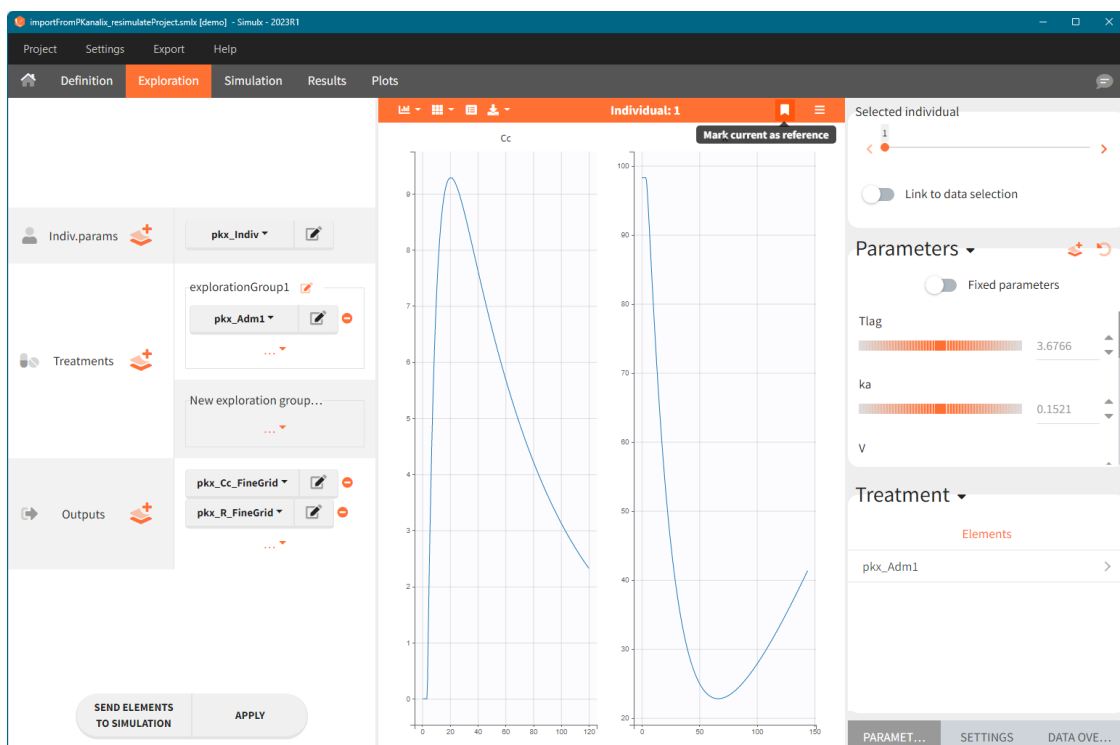 importFromPKanalix_resimulateProject.smlx [demo] - Simulx - 2023R1
Project Settings Export Help
Definition Exploration Simulation Results Plots
Indiv.params
pkx_Indiv
Treatments
explorationGroup1
pkx_Adm1
...
New exploration group...
...
Outputs
pkx_Cc_FineGrid
pkx_R_FineGrid
...
SEND ELEMENTS
TO SIMULATION
APPLY
Individual: 1
Mark current as reference
Cc
9
8
7
6
5
4
3
2
1
0
0 20 40 60 80 100 120
100
90
80
70
60
50
40
30
20
0 50 100 150
Selected individual
1
Link to data selection
Parameters
Fixed parameters
Tlag
3.6766
ka
0.1521
V
Treatment
Elements
pkx_Adm1
PARAMET... SETTINGS DATA OVE...